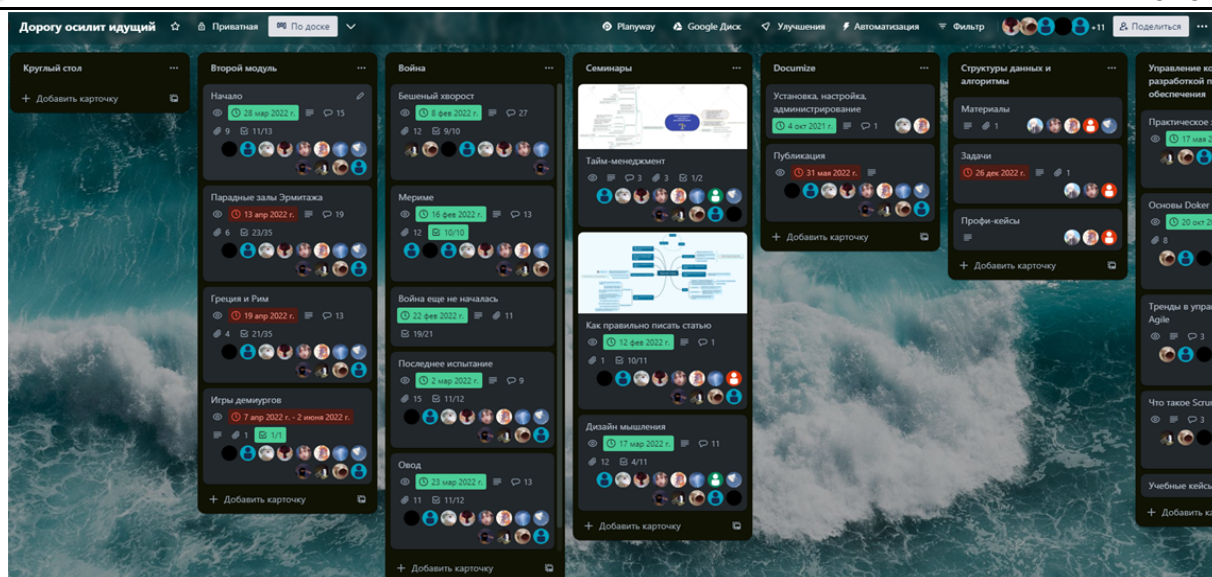 Дорогу осилит идущий
Приватная
По доске
Planyway
Google Диск
Улучшения
Автоматизация
Фильтр
+11
Поделиться
Круглый стол
+ Добавить карточку
Второй модуль
Начало
28 мар 2022 г.
15
9
11/13
Парадные залы Эрмитажа
13 апр 2022 г.
19
6
23/35
Греция и Рим
19 апр 2022 г.
13
4
21/35
Игры демиургов
7 апр 2022 г. - 2 июня 2022 г.
1
1/1
+ Добавить карточку
Война
Бешеный хворост
8 фев 2022 г.
27
12
9/10
Мериме
16 фев 2022 г.
13
12
10/10
Война еще не началась
22 фев 2022 г.
11
19/21
Последнее испытание
2 мар 2022 г.
9
15
11/12
Овод
23 мар 2022 г.
13
11
11/12
+ Добавить карточку
Семинары
Тайм-менеджмент
3
3
1/2
Как правильно писать статью
12 фев 2022 г.
1
1
10/11
Дизайн мышления
17 мар 2022 г.
11
12
4/11
+ Добавить карточку
Documize
Установка, настройка,
администрирование
4 окт 2021 г.
1
Публикация
31 мая 2022 г.
+ Добавить карточку
Структуры данных и
алгоритмы
Материалы
1
Задачи
26 дек 2022 г.
1
Профи-кейсы
+ Добавить карточку
Управление ко
разработкой п
обеспечения
Практическое
17 мая 2
Основы Doker
20 окт 20
8
Тренды в упра
Agile
3
Что такое Scru
3
Учебные кейсы
+ Добавить ка